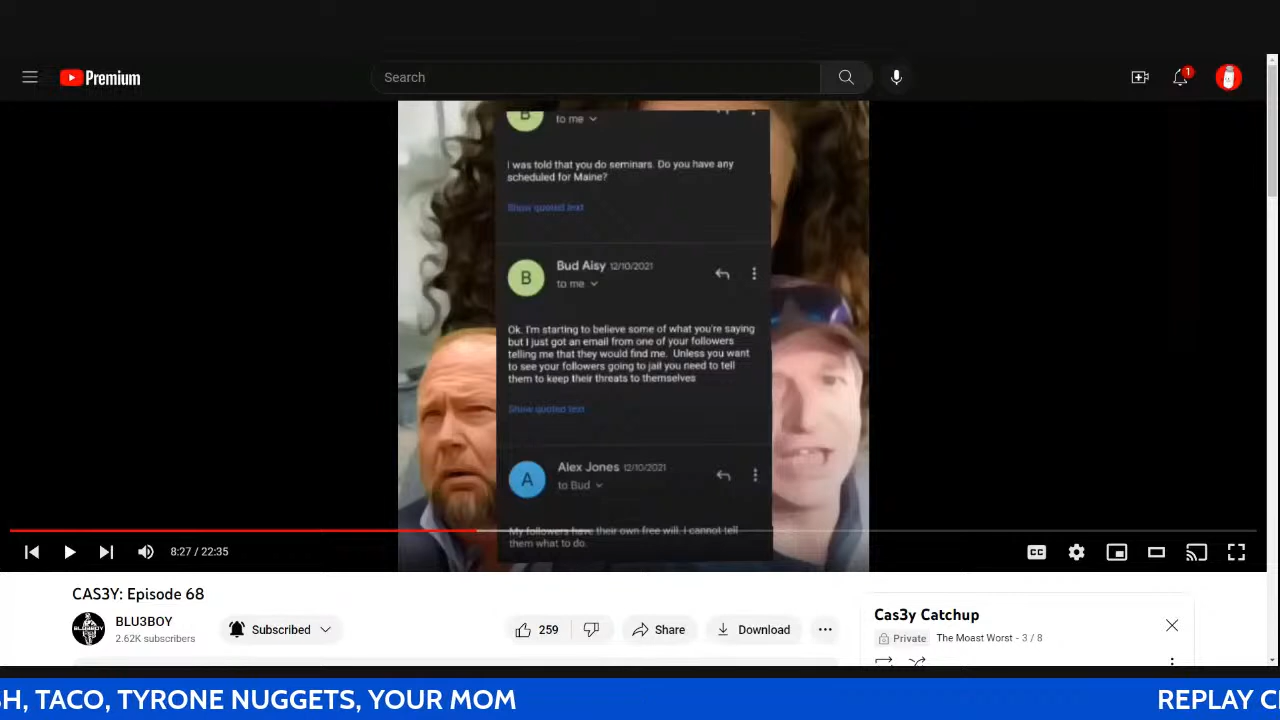 Premium
Search
1
B
to me
I was told that you do seminars. Do you have any
scheduled for Maine?
Show quoted text
B
Bud Aisy 12/10/2021
to me
Ok. I'm starting to believe some of what you're saying
but I just got an email from one of your followers
telling me that they would find me. Unless you want
to see your followers going to jail you need to tell
them to keep their threats to themselves
Show quoted text
A
Alex Jones 12/10/2021
to Bud
My followers have their own free will. I cannot tell
them what to do.
8:27 / 22:35
CC
CAS3Y: Episode 68
BLU3BOY
2.62K subscribers
Subscribed
259
Share
Download
Cas3y Catchup
Private
The Moast Worst - 3 / 8
SH, TACO, TYRONE NUGGETS, YOUR MOM
REPLAY C